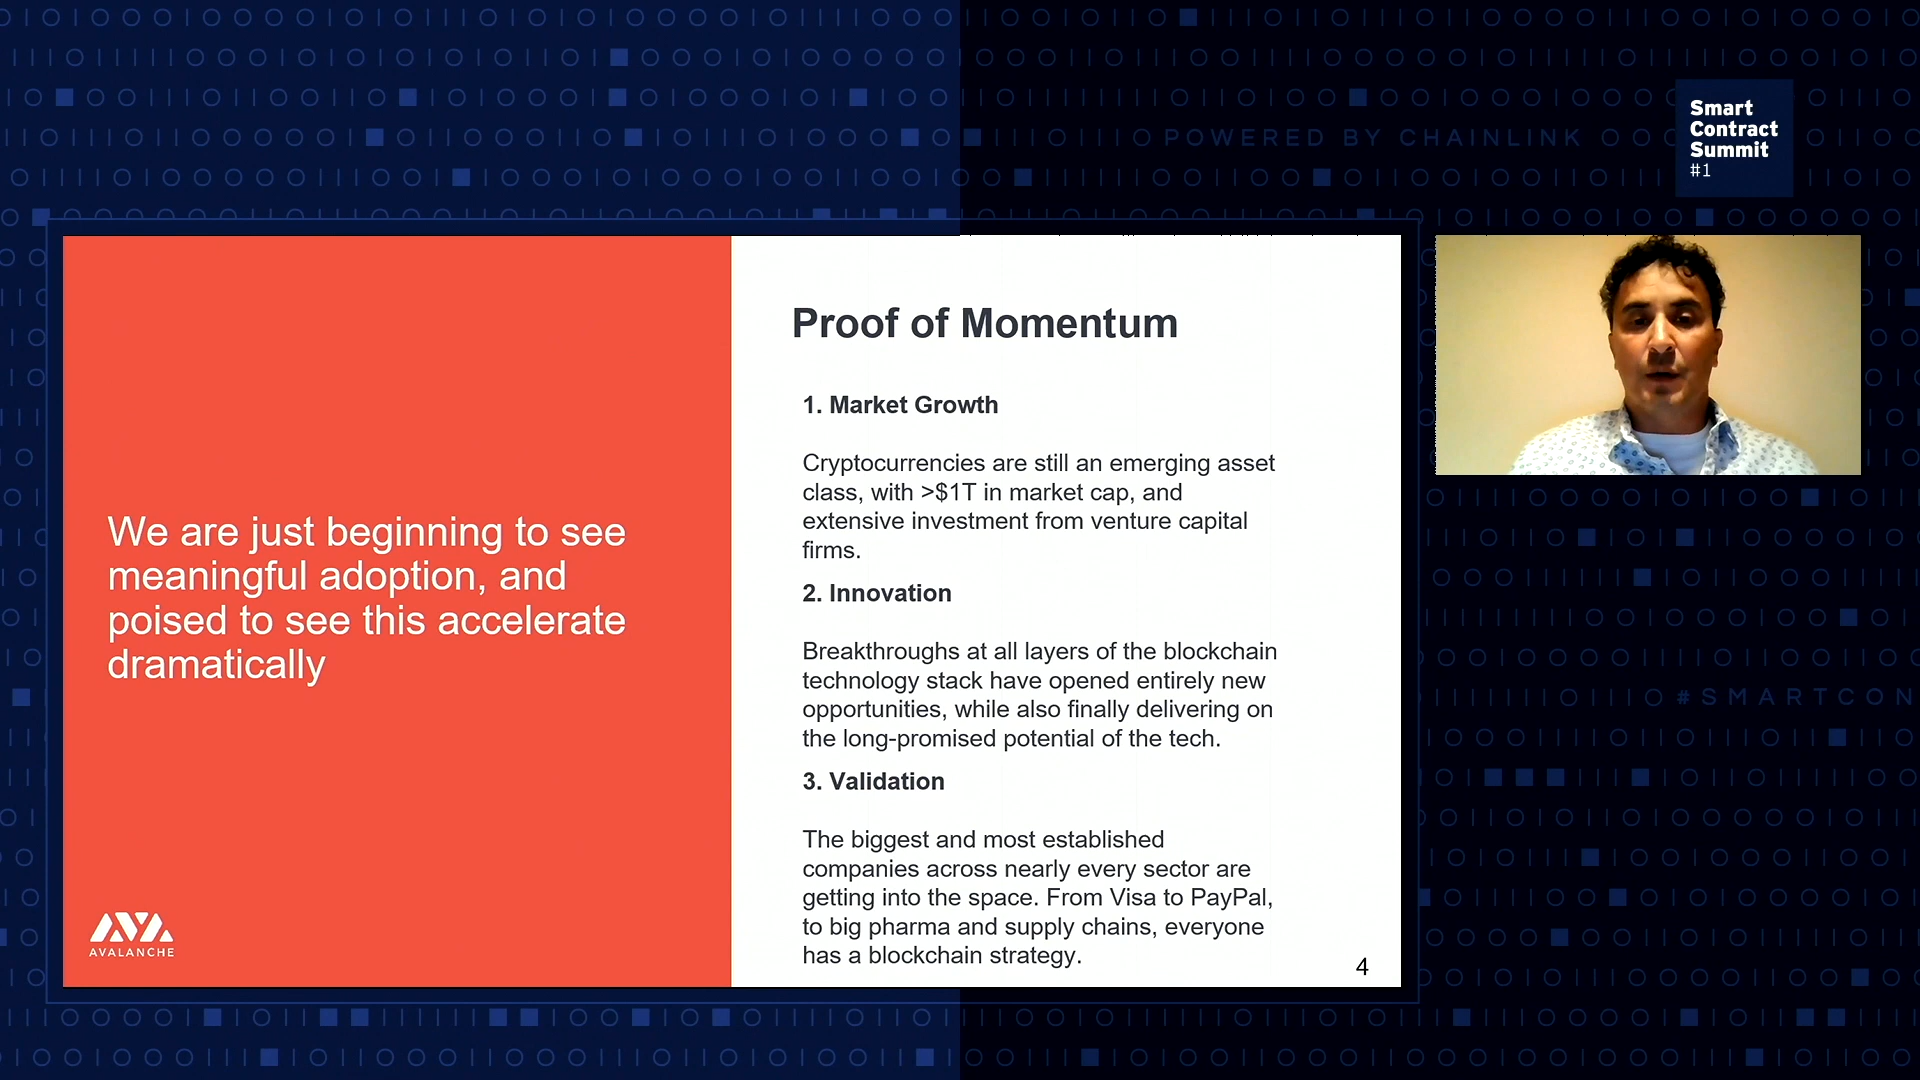 POWERED BY CHAINLINK
Smart
Contract
Summit
#1
We are just beginning to see
meaningful adoption, and
poised to see this accelerate
dramatically
AVALANCHE
Proof of Momentum
1. Market Growth
Cryptocurrencies are still an emerging asset
class, with >$1T in market cap, and
extensive investment from venture capital
firms.
2. Innovation
Breakthroughs at all layers of the blockchain
technology stack have opened entirely new
opportunities, while also finally delivering on
the long-promised potential of the tech.
3. Validation
The biggest and most established
companies across nearly every sector are
getting into the space. From Visa to PayPal,
to big pharma and supply chains, everyone
has a blockchain strategy.
4
#SMARTCON